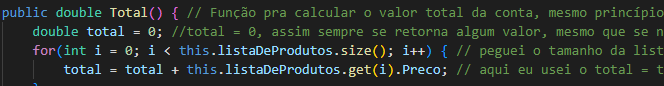 public double Total() { // Função pra calcular o valor total da conta, mesmo princípio
double total = 0; //total = 0, assim sempre se retorna algum valor, mesmo que se n
for(int i = 0; i < this.listaDeProdutos.size(); i++) { // peguei o tamanho da list
total = total + this.listaDeProdutos.get(i).Preco; // aqui eu usei o total = t
}